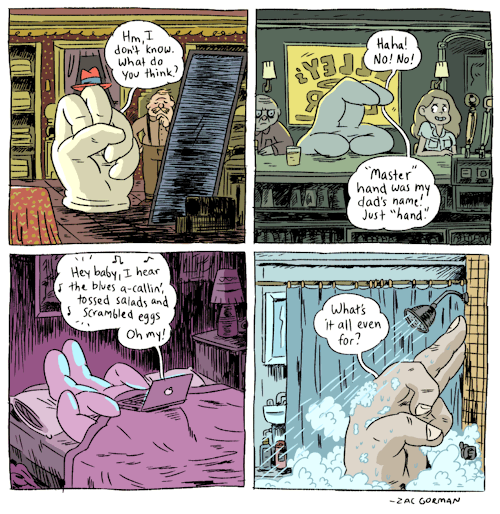 Hm, I
don't know.
What do
you think?
Haha!
No! No!
"Master"
hand was my
dad's name!
Just "hand."
Hey baby, I hear
the blues a-callin',
tossed salads and
scrambled eggs
Oh my!
What's
it all even
for?
-ZAC GORMAN